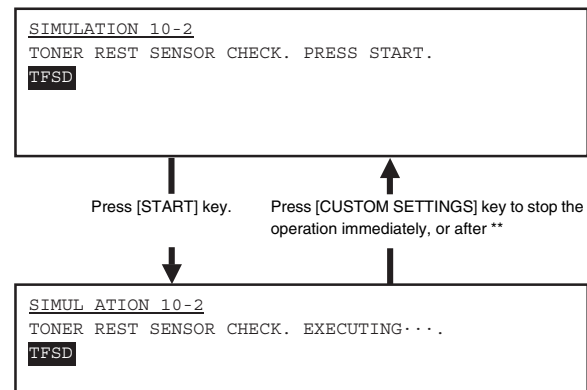 SIMULATION 10-2
TONER REST SENSOR CHECK. PRESS START.
TFSD
Press [START] key.
Press [CUSTOM SETTINGS] key to stop the
operation immediately, or after **
SIMUL ATION 10-2
TONER REST SENSOR CHECK. EXECUTING···.
TFSD